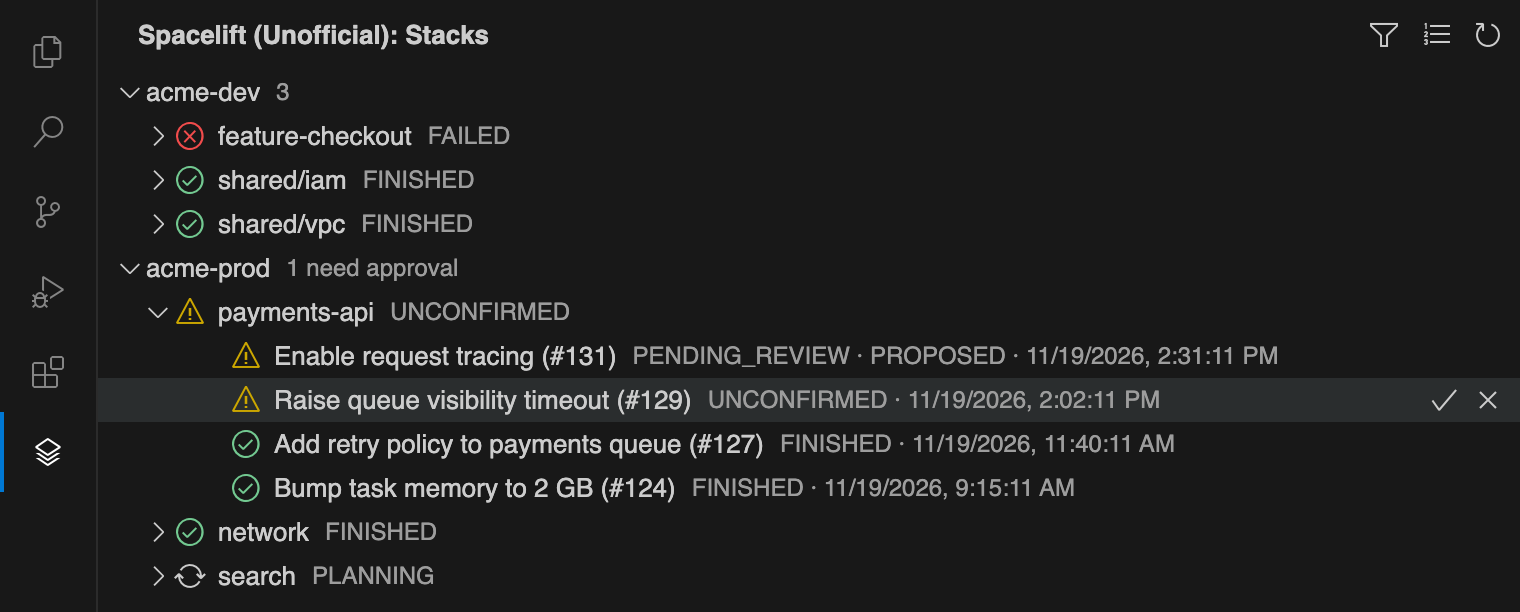 Spacelift (Unofficial): Stacks
acme-dev 3
feature-checkout FAILED
shared/iam FINISHED
shared/vpc FINISHED
acme-prod 1 need approval
payments-api UNCONFIRMED
Enable request tracing (#131) PENDING_REVIEW · PROPOSED · 11/19/2026, 2:31:11 PM
Raise queue visibility timeout (#129) UNCONFIRMED · 11/19/2026, 2:02:11 PM
Add retry policy to payments queue (#127) FINISHED · 11/19/2026, 11:40:11 AM
Bump task memory to 2 GB (#124) FINISHED · 11/19/2026, 9:15:11 AM
network FINISHED
search PLANNING